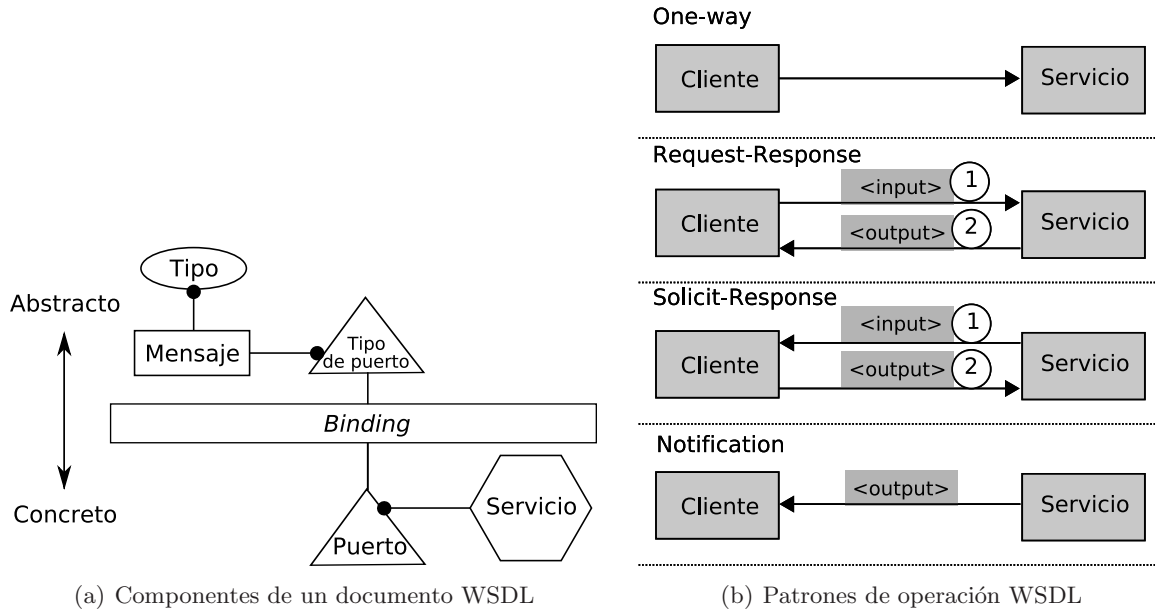 Tipo
Abstracto
Mensaje
Tipo
de puerto
Binding
Concreto
Servicio
Puerto
(a) Componentes de un documento WSDL
One-way
Cliente
Servicio
Request-Response
<input> 1
Cliente
Servicio
<output> 2
Solicit-Response
<input> 1
Cliente
Servicio
<output> 2
Notification
<output>
Cliente
Servicio
(b) Patrones de operación WSDL